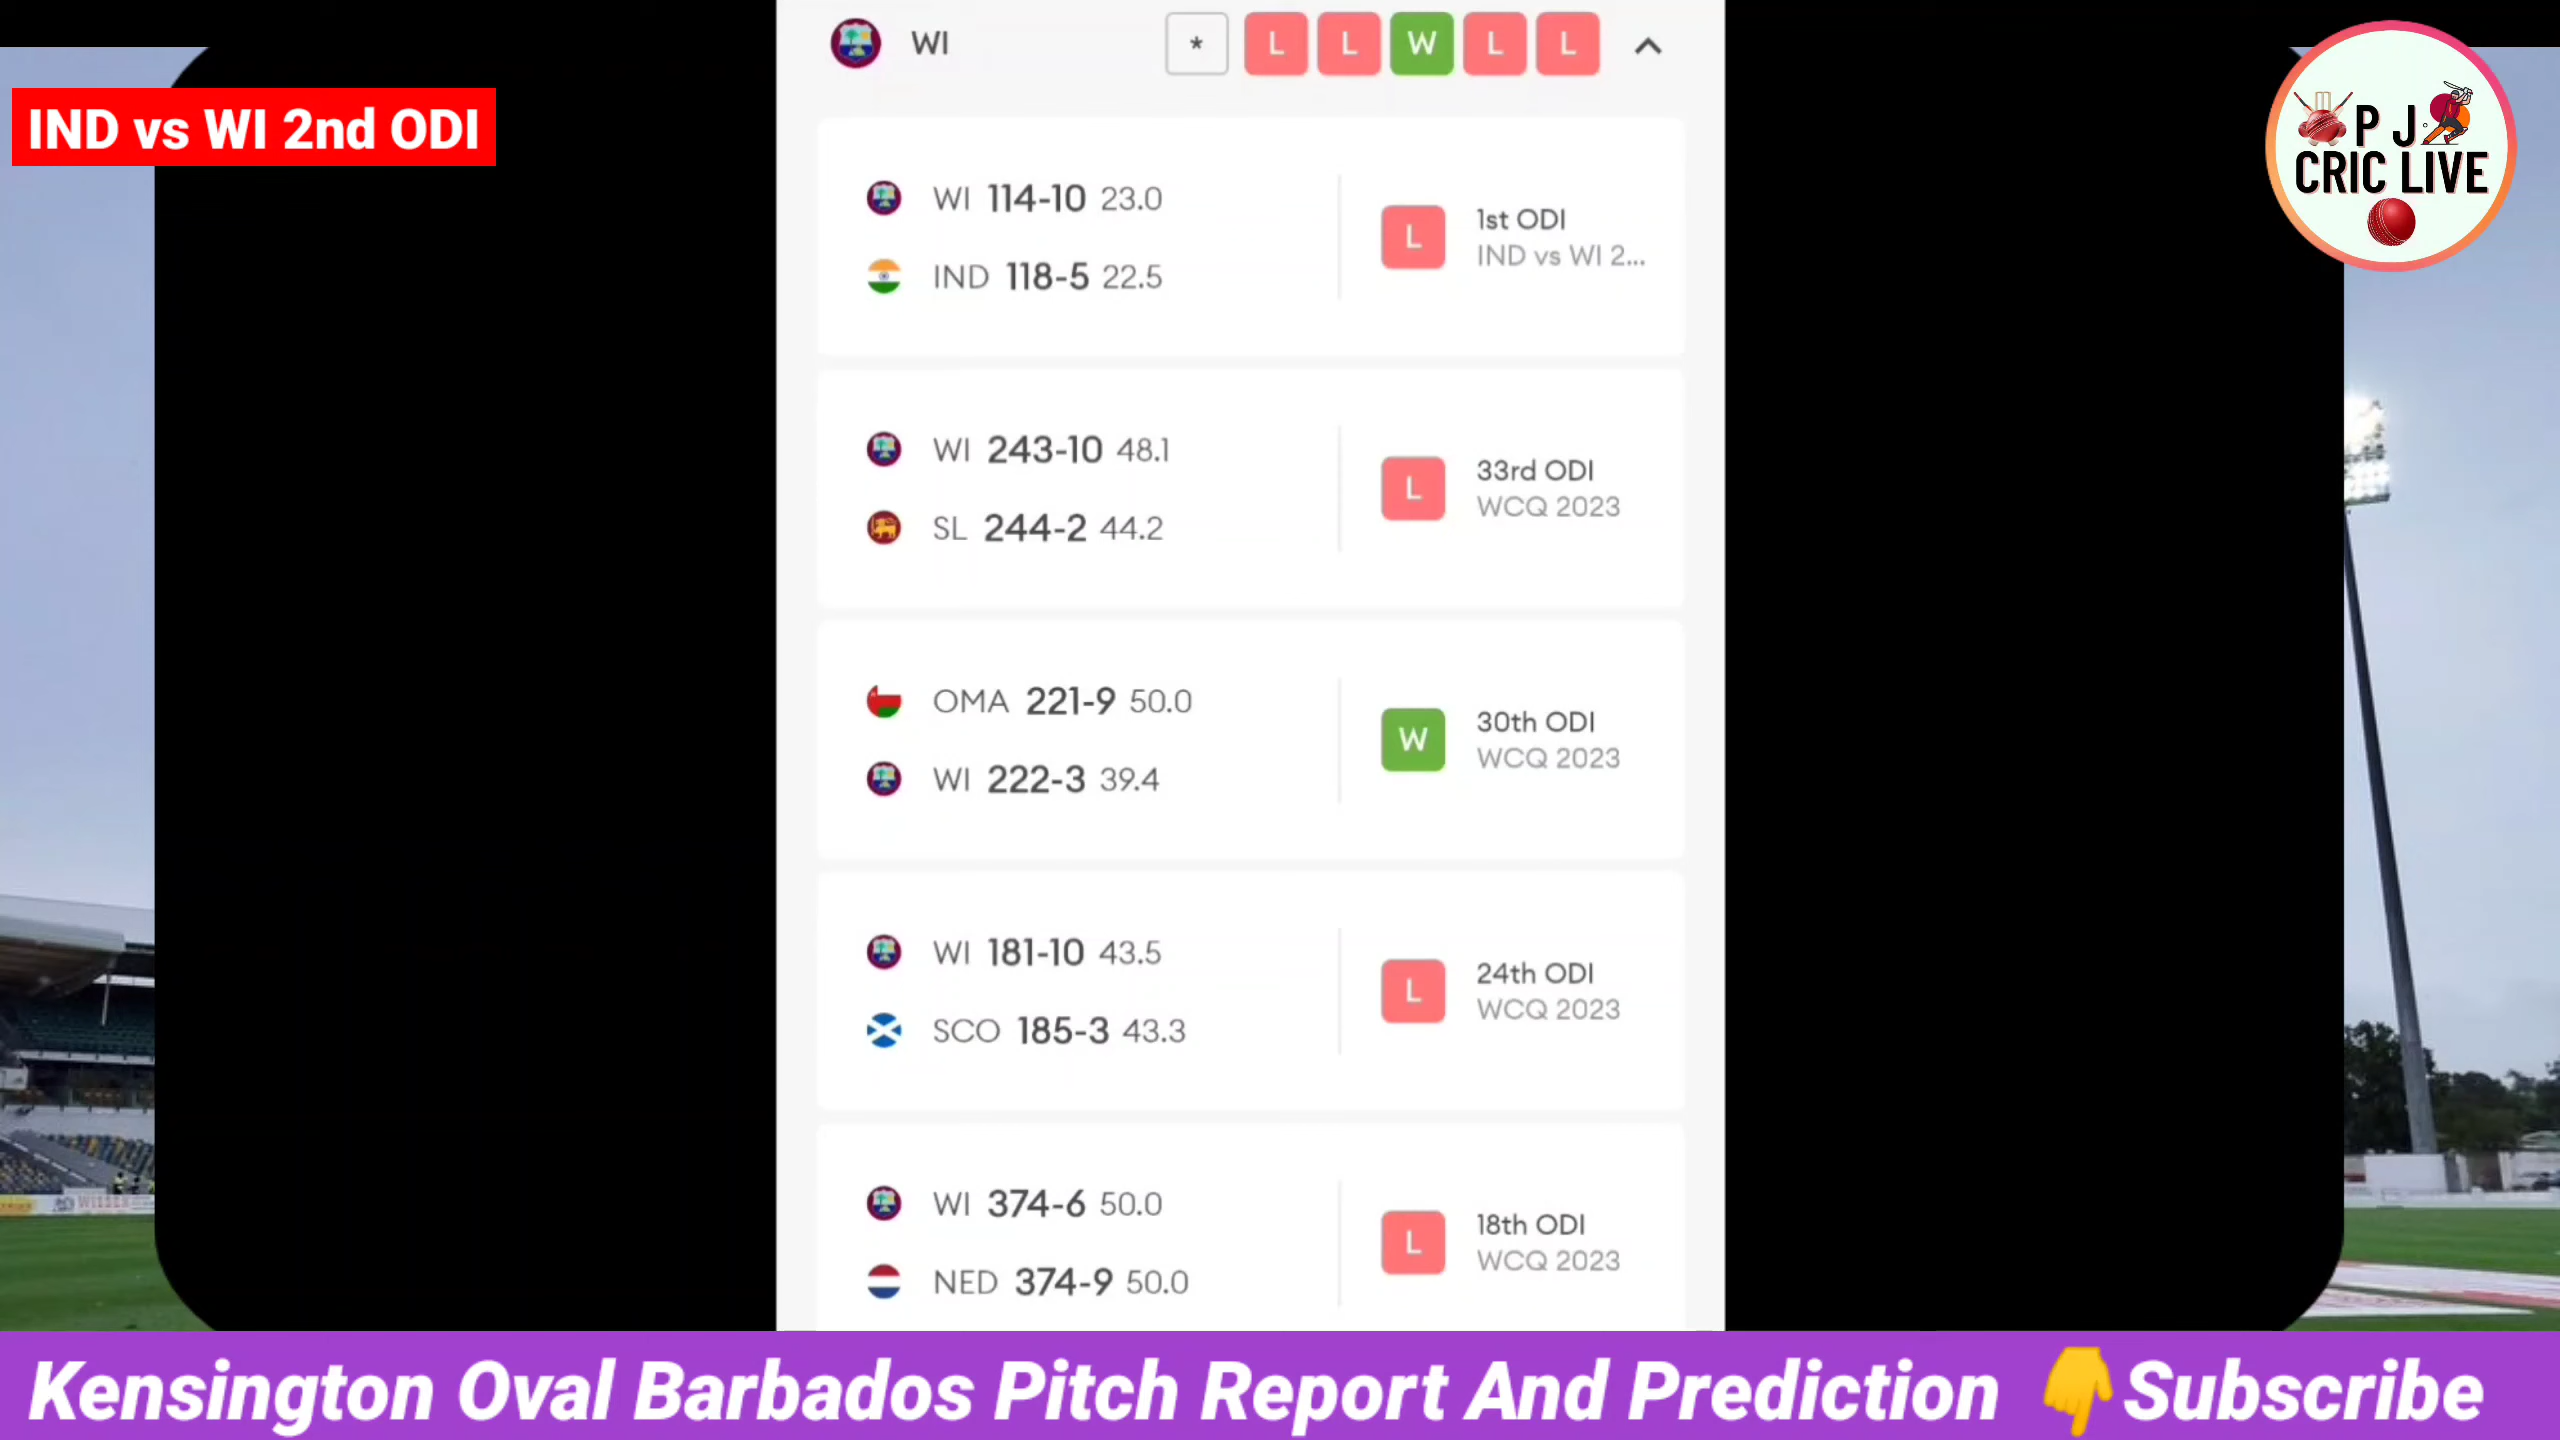 WI * L L W L L
IND vs WI 2nd ODI
P J
CRIC LIVE
WI 114-10 23.0
IND 118-5 22.5
L
1st ODI
IND vs WI 2...
WI 243-10 48.1
SL 244-2 44.2
L
33rd ODI
WCQ 2023
OMA 221-9 50.0
WI 222-3 39.4
W
30th ODI
WCQ 2023
WI 181-10 43.5
SCO 185-3 43.3
L
24th ODI
WCQ 2023
WI 374-6 50.0
NED 374-9 50.0
L
18th ODI
WCQ 2023
Kensington Oval Barbados Pitch Report And Prediction 👇Subscribe